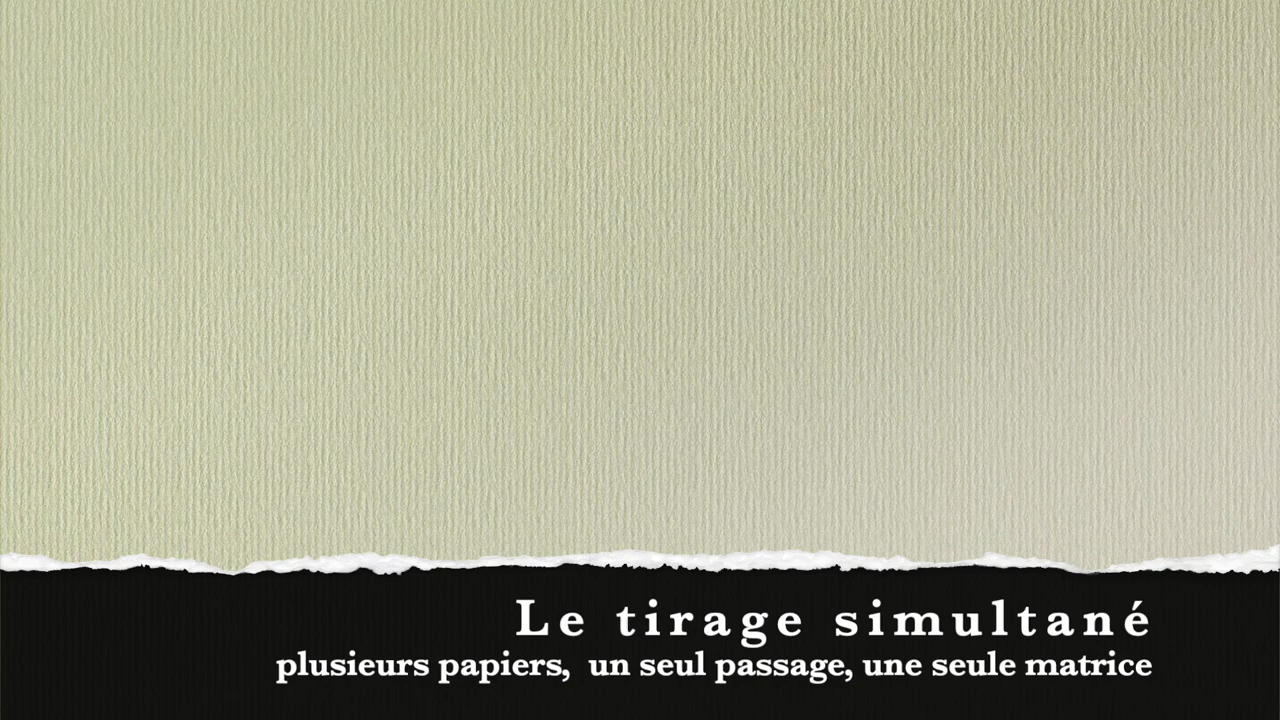 Le tirage simultané
plusieurs papiers, un seul passage, une seule matrice